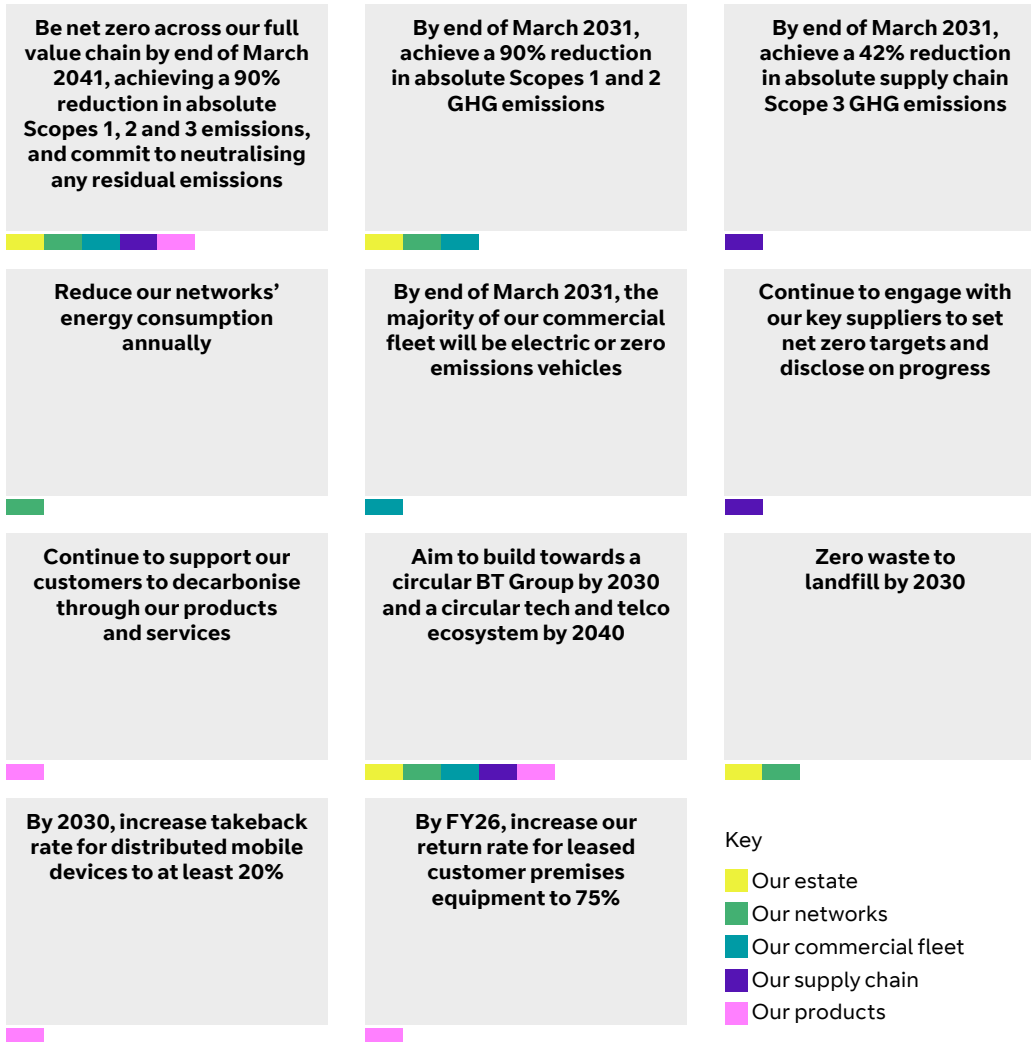 Be net zero across our full
value chain by end of March
2041, achieving a 90%
reduction in absolute
Scopes 1, 2 and 3 emissions,
and commit to neutralising
any residual emissions
By end of March 2031,
achieve a 90% reduction
in absolute Scopes 1 and 2
GHG emissions
By end of March 2031,
achieve a 42% reduction
in absolute supply chain
Scope 3 GHG emissions
Reduce our networks’
energy consumption
annually
By end of March 2031, the
majority of our commercial
fleet will be electric or zero
emissions vehicles
Continue to engage with
our key suppliers to set
net zero targets and
disclose on progress
Continue to support our
customers to decarbonise
through our products
and services
Aim to build towards a
circular BT Group by 2030
and a circular tech and telco
ecosystem by 2040
Zero waste to
landfill by 2030
By 2030, increase takeback
rate for distributed mobile
devices to at least 20%
By FY26, increase our
return rate for leased
customer premises
equipment to 75%
Key
Our estate
Our networks
Our commercial fleet
Our supply chain
Our products